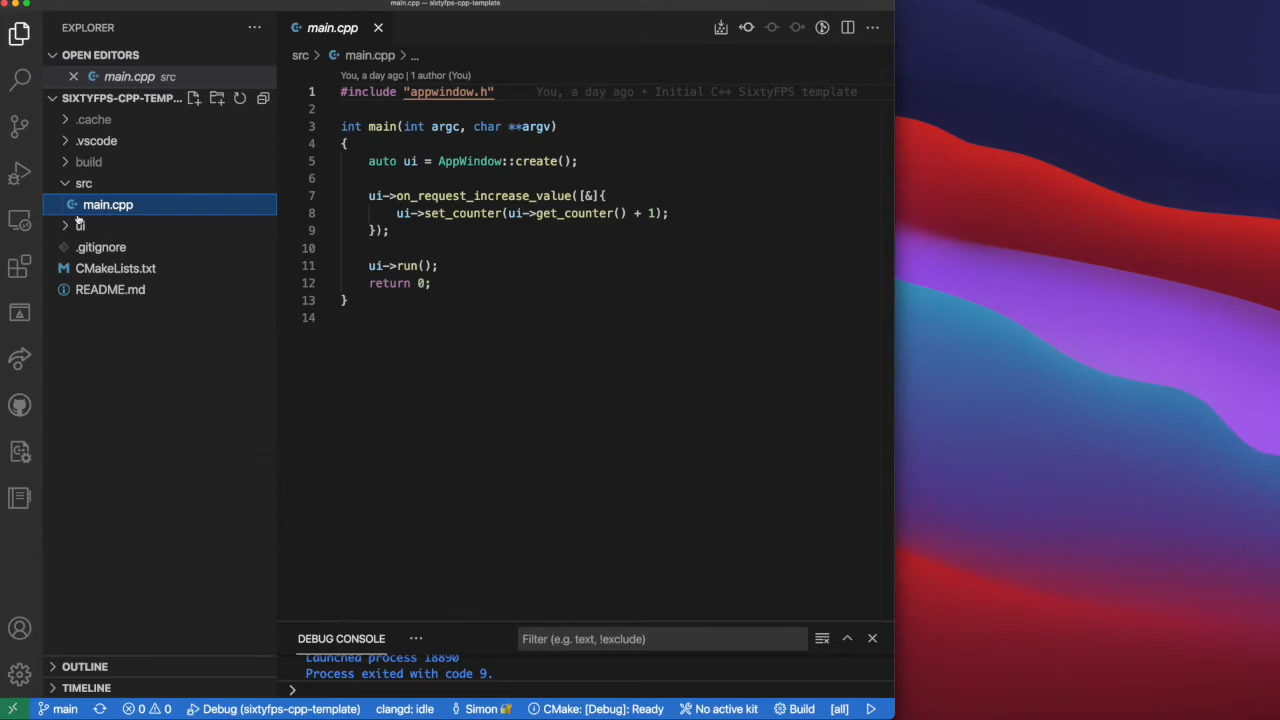 main.cpp — sixtyfps-cpp-template
EXPLORER
OPEN EDITORS
main.cpp src
SIXTYFPS-CPP-TEMP...
.cache
.vscode
build
src
main.cpp
ui
.gitignore
CMakeLists.txt
README.md
OUTLINE
TIMELINE
main.cpp
src > main.cpp > ...
You, a day ago | 1 author (You)
1 #include "appwindow.h" You, a day ago • Initial C++ SixtyFPS template
2
3 int main(int argc, char **argv)
4 {
5 auto ui = AppWindow::create();
6
7 ui->on_request_increase_value([&]{
8 ui->set_counter(ui->get_counter() + 1);
9 });
10
11 ui->run();
12 return 0;
13 }
14
DEBUG CONSOLE ... Filter (e.g. text, !exclude)
Launched process 18890
Process exited with code 9.
main 0 0 Debug (sixtyfps-cpp-template) clangd: idle Simon CMake: [Debug]: Ready No active kit Build [all]